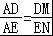 AD/AE = DM/EN